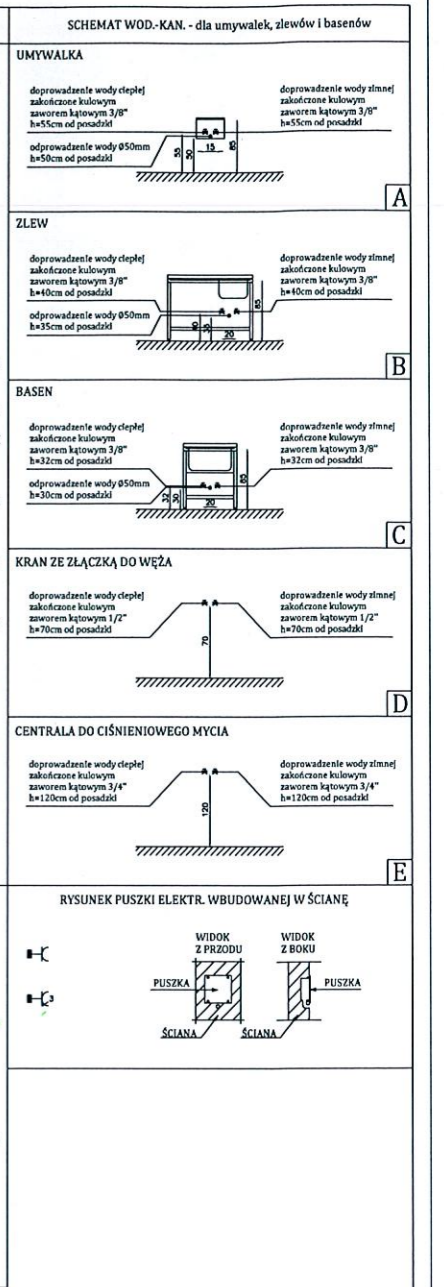 SCHEMAT WOD.-KAN. - dla umywalek, zlewów i basenów
UMYWALKA
doprowadzenie wody ciepłej
zakończone kulowym
zaworem kątowym 3/8"
h=55cm od posadzki
odprowadzenie wody Ø50mm
h=50cm od posadzki
doprowadzenie wody zimnej
zakończone kulowym
zaworem kątowym 3/8"
h=55cm od posadzki
55
50
15
85
A
ZLEW
doprowadzenie wody ciepłej
zakończone kulowym
zaworem kątowym 3/8"
h=40cm od posadzki
odprowadzenie wody Ø50mm
h=35cm od posadzki
doprowadzenie wody zimnej
zakończone kulowym
zaworem kątowym 3/8"
h=40cm od posadzki
40
35
20
85
B
BASEN
doprowadzenie wody ciepłej
zakończone kulowym
zaworem kątowym 3/8"
h=32cm od posadzki
odprowadzenie wody Ø50mm
h=30cm od posadzki
doprowadzenie wody zimnej
zakończone kulowym
zaworem kątowym 3/8"
h=32cm od posadzki
32
30
20
85
C
KRAN ZE ZŁĄCZKĄ DO WĘŻA
doprowadzenie wody ciepłej
zakończone kulowym
zaworem kątowym 1/2"
h=70cm od posadzki
doprowadzenie wody zimnej
zakończone kulowym
zaworem kątowym 1/2"
h=70cm od posadzki
70
D
CENTRALA DO CIŚNIENIOWEGO MYCIA
doprowadzenie wody ciepłej
zakończone kulowym
zaworem kątowym 3/4"
h=120cm od posadzki
doprowadzenie wody zimnej
zakończone kulowym
zaworem kątowym 3/4"
h=120cm od posadzki
120
E
RYSUNEK PUSZKI ELEKTR. WBUDOWANEJ W ŚCIANĘ
WIDOK
Z PRZODU
WIDOK
Z BOKU
PUSZKA
PUSZKA
3
ŚCIANA
ŚCIANA